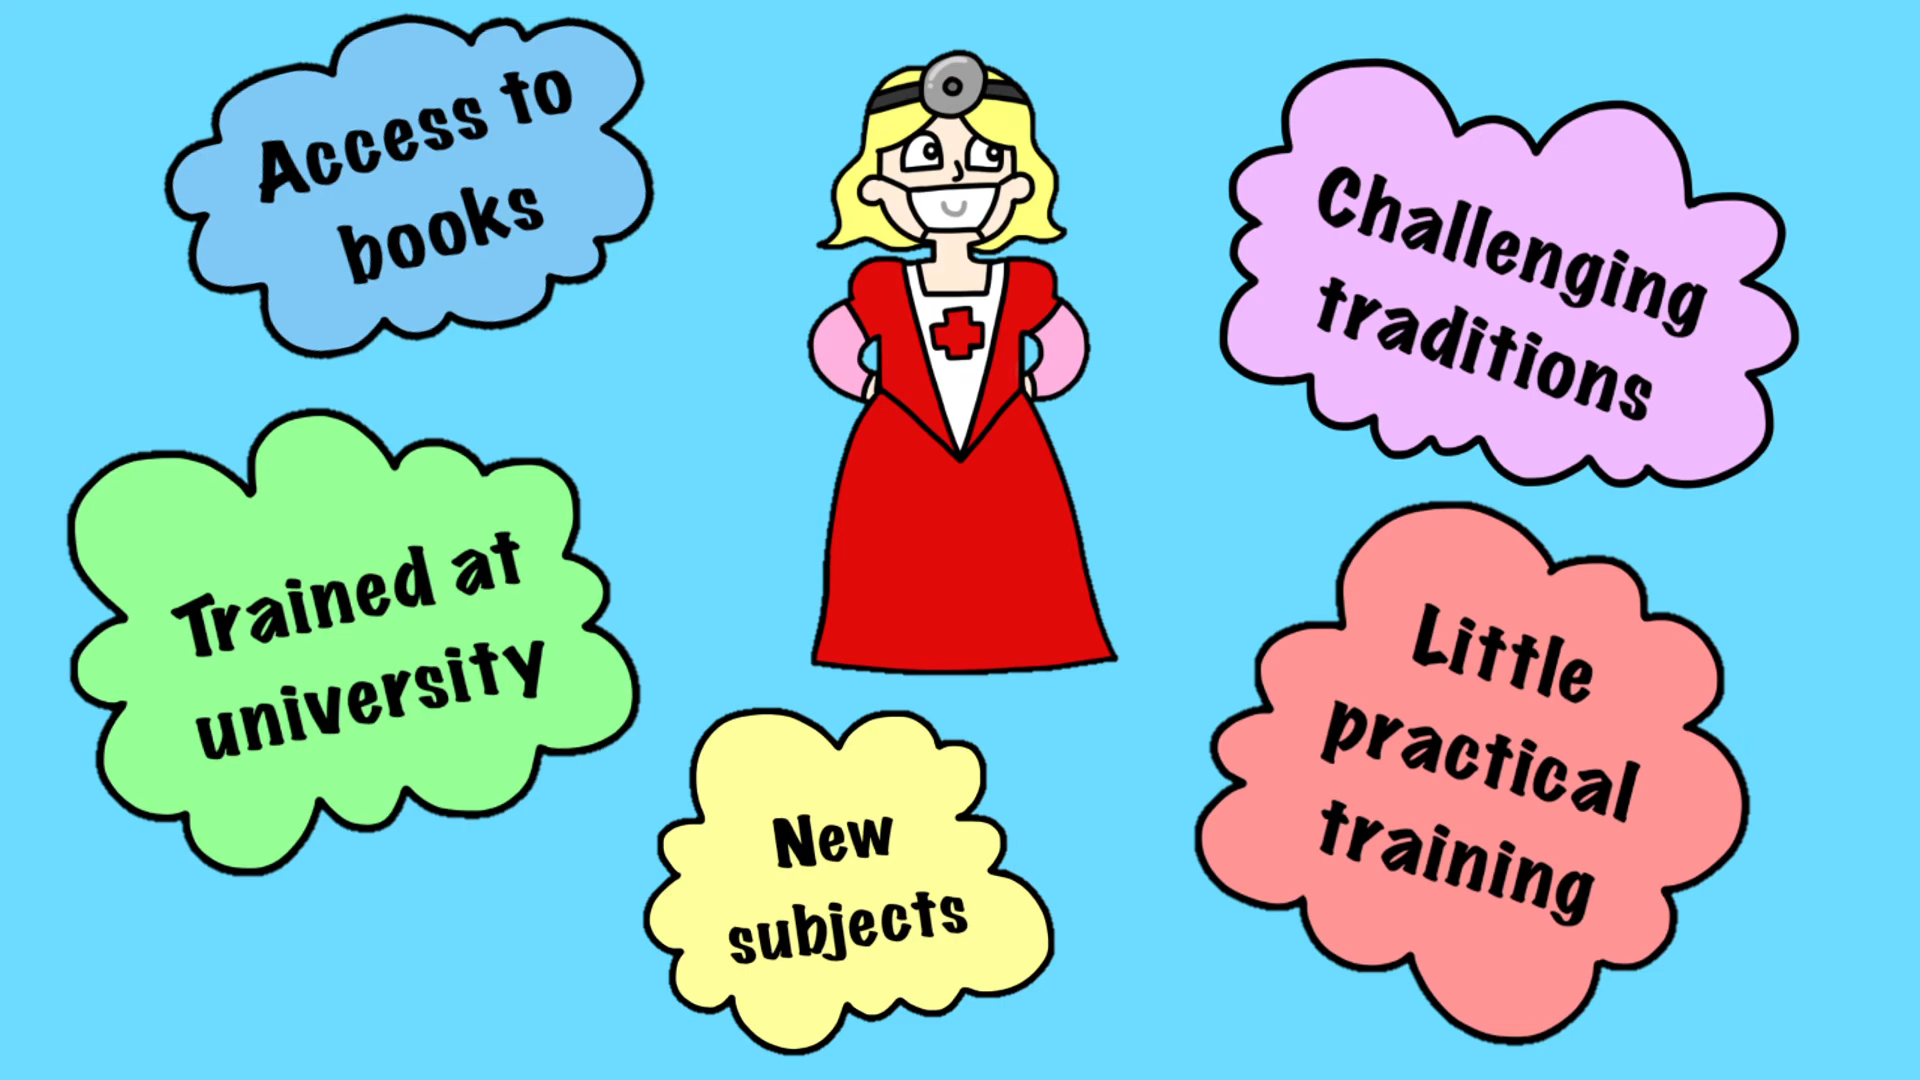 Access to
books
Challenging
traditions
Trained at
university
Little
practical
training
New
subjects